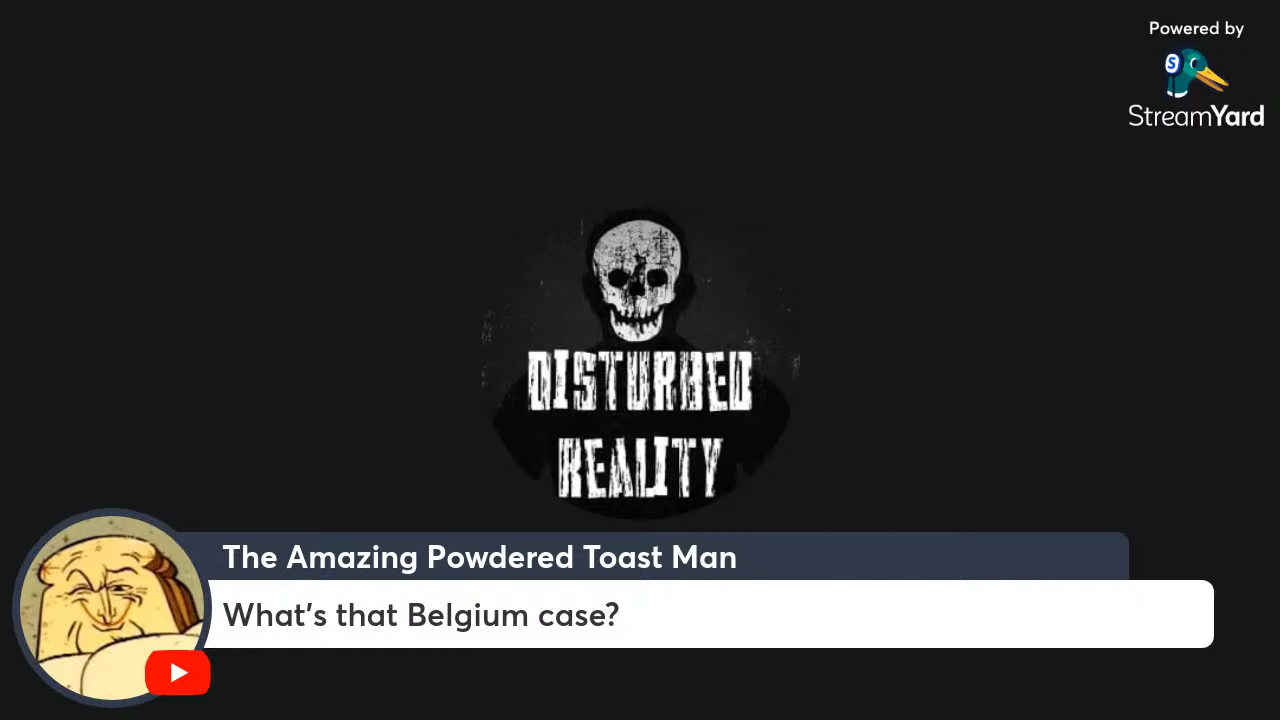 Powered by
S
StreamYard
DISTURBED
REALITY
The Amazing Powdered Toast Man
What's that Belgium case?